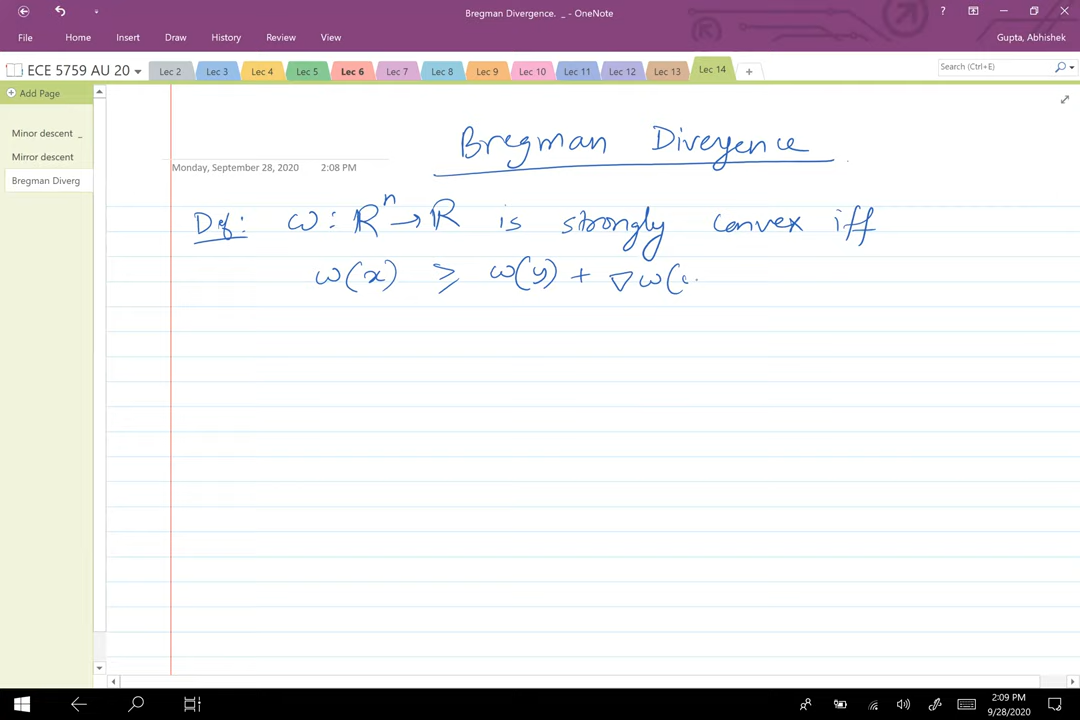 Bregman Divergence. _ - OneNote
Gupta, Abhishek
File Home Insert Draw History Review View
ECE 5759 AU 20 Lec 2 Lec 3 Lec 4 Lec 5 Lec 6 Lec 7 Lec 8 Lec 9 Lec 10 Lec 11 Lec 12 Lec 13 Lec 14
Search (Ctrl+E)
Add Page
Minor descent _
Mirror descent
Bregman Diverg
Bregman Divergence
Monday, September 28, 2020 2:08 PM
Def: ω : ℝⁿ → ℝ is strongly convex iff
ω(x) ≥ ω(y) + ∇ω(
2:09 PM
9/28/2020